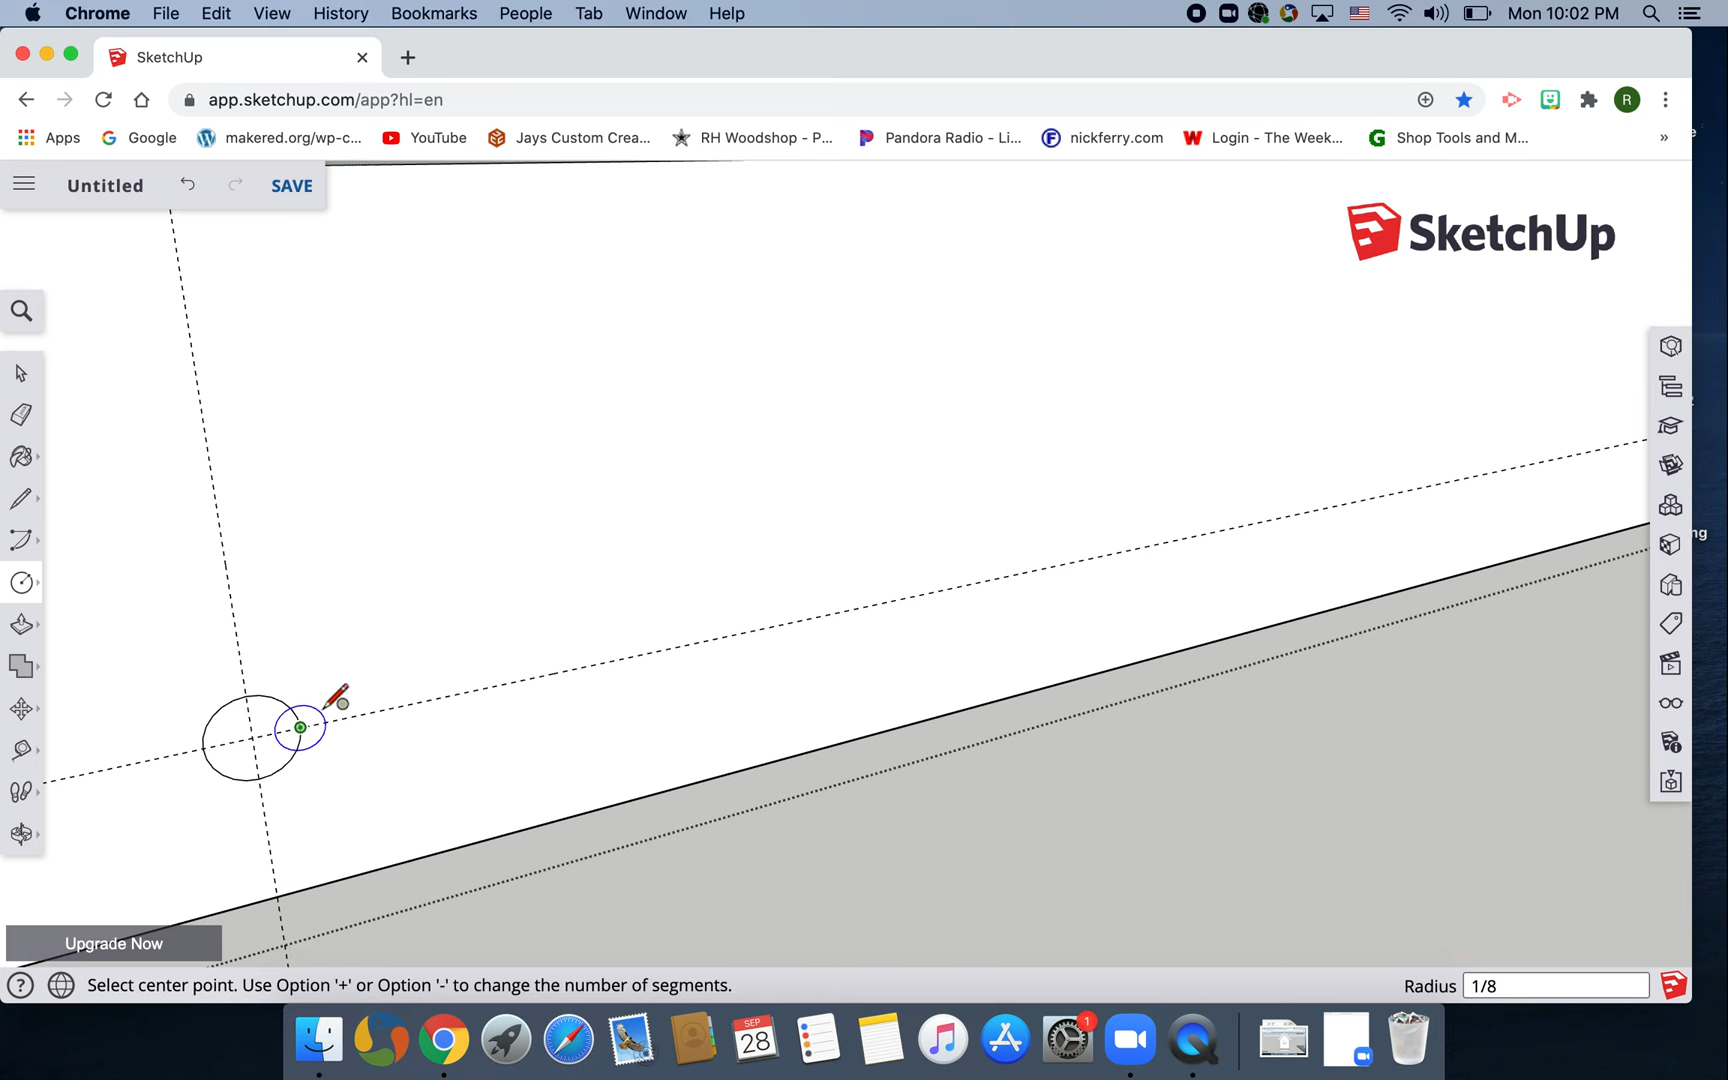 Chrome File Edit View History Bookmarks People Tab Window Help Mon 10:02 PM
SketchUp
app.sketchup.com/app?hl=en R
Apps Google makered.org/wp-c... YouTube Jays Custom Crea... RH Woodshop - P... Pandora Radio - Li... nickferry.com Login - The Week... Shop Tools and M... »
Untitled SAVE
SketchUp
ng
Upgrade Now
Select center point. Use Option '+' or Option '-' to change the number of segments. Radius 1/8
SEP
28
1